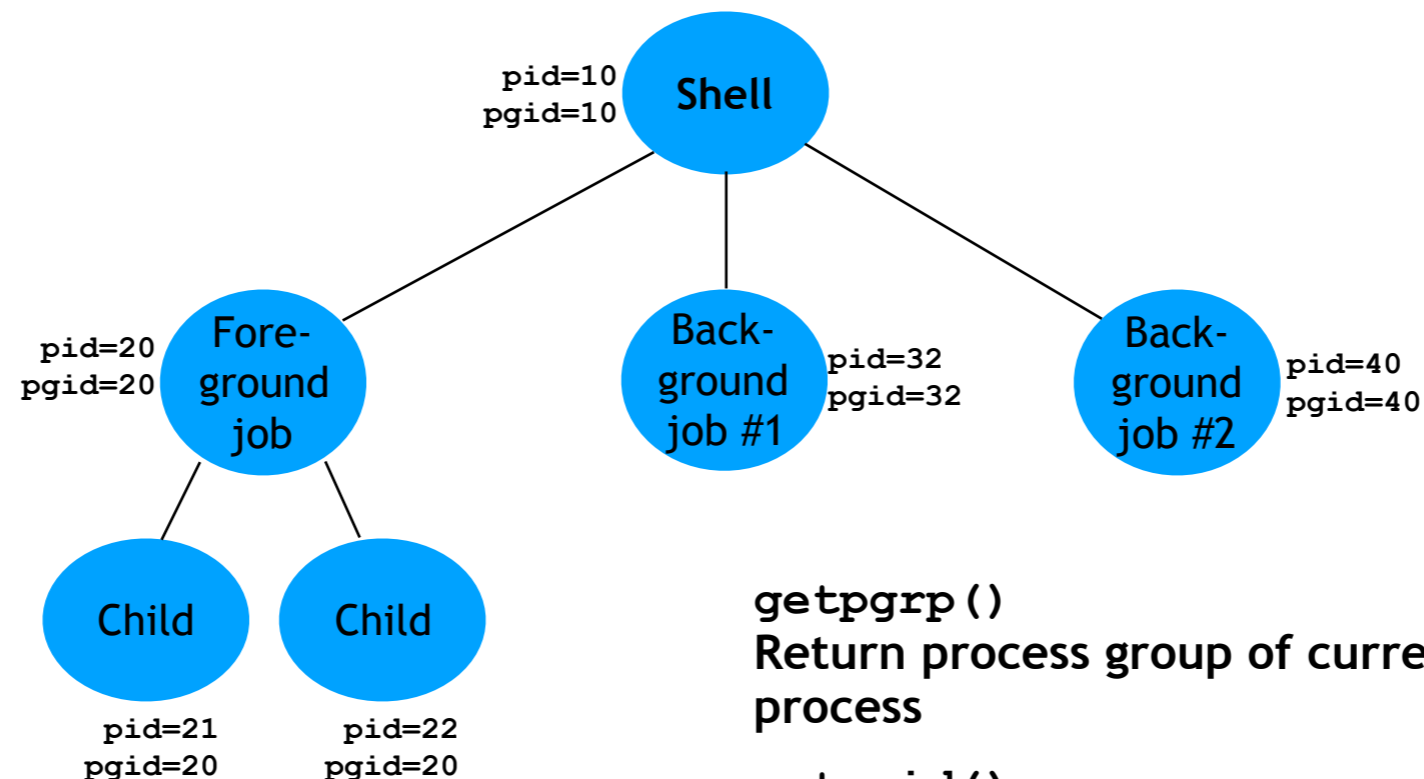 pid=10
pgid=10
Shell
pid=20
pgid=20
Fore-
ground
job
Back-
ground
job #1
pid=32
pgid=32
Back-
ground
job #2
pid=40
pgid=40
Child
Child
pid=21
pgid=20
pid=22
pgid=20
getpgrp()
Return process group of curre
process